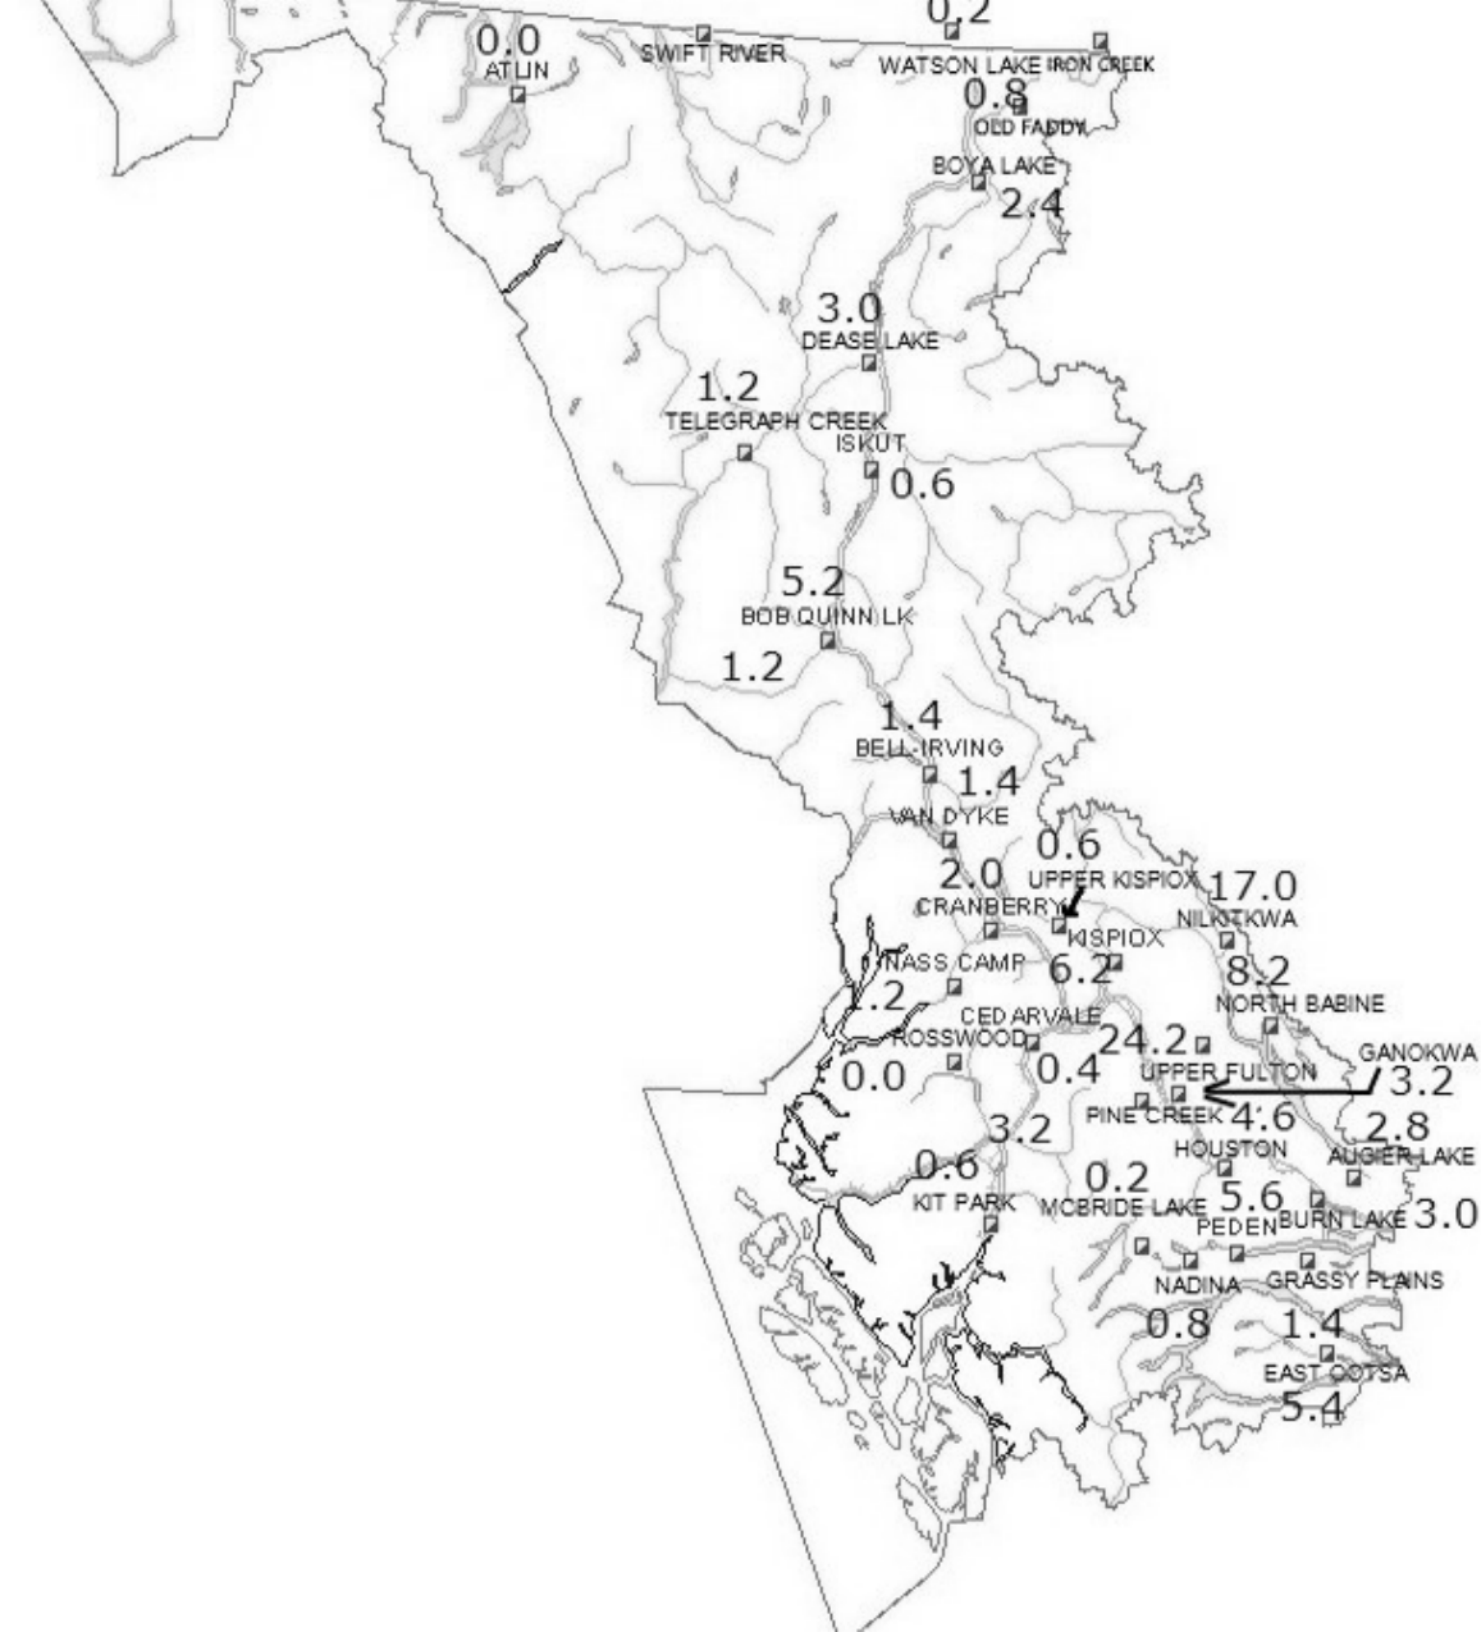 0.2
0.0
ATLIN
SWIFT RIVER
WATSON LAKE
IRON CREEK
0.8
OLD FADDY
BOYA LAKE
2.4
3.0
DEASE LAKE
1.2
TELEGRAPH CREEK
ISKUT
0.6
5.2
BOB QUINN LK
1.2
1.4
BELL-IRVING
1.4
VAN DYKE
0.6
2.0
UPPER KISPIOX
17.0
CRANBERRY
NILKITKWA
KISPIOX
NASS CAMP
6.2
8.2
1.2
NORTH BABINE
CEDARVALE
ROSSWOOD
24.2
GANOKWA
0.0
0.4
UPPER FULTON
3.2
PINE CREEK
4.6
3.2
2.8
HOUSTON
AUGIER LAKE
0.6
0.2
KIT PARK
MCBRIDE LAKE
5.6
PEDEN
BURN LAKE
3.0
NADINA
GRASSY PLAINS
0.8
1.4
EAST OOTSA
5.4